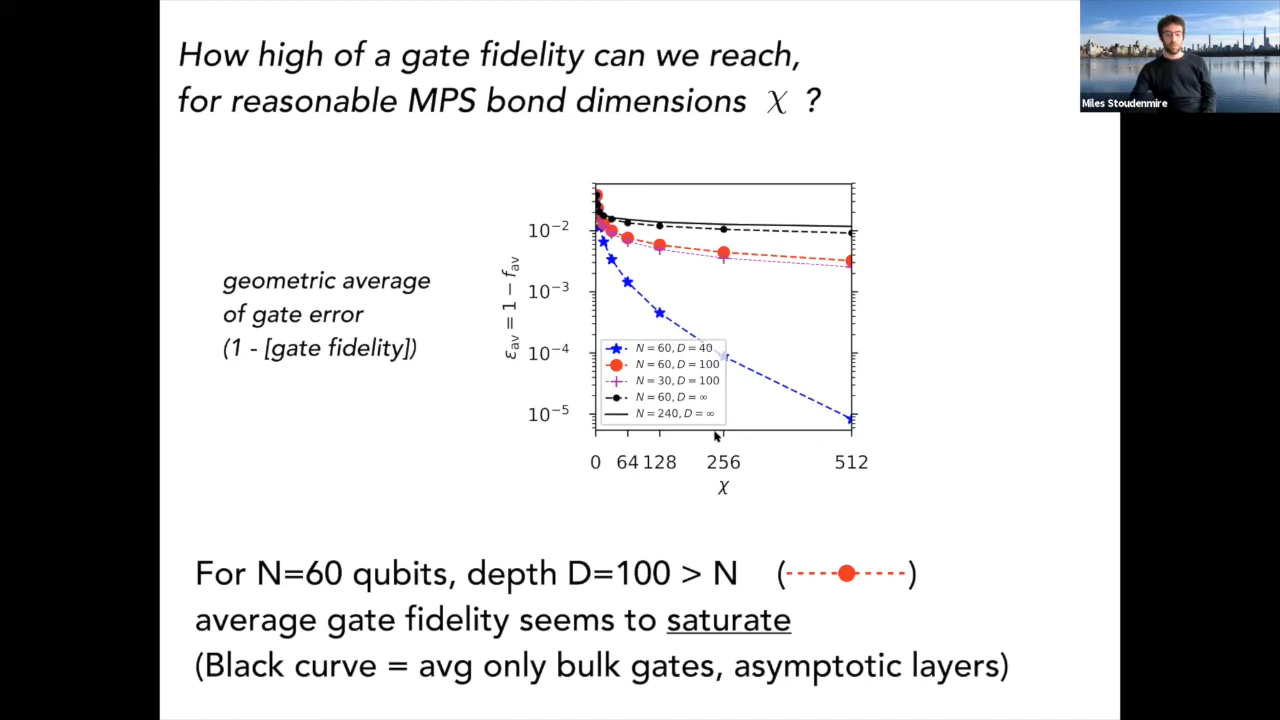 How high of a gate fidelity can we reach,
for reasonable MPS bond dimensions χ ?
Miles Stoudenmire
geometric average
of gate error
(1 - [gate fidelity])
ε_av = 1 − f_av
10⁻²
10⁻³
10⁻⁴
10⁻⁵
N = 60, D = 40
N = 60, D = 100
N = 30, D = 100
N = 60, D = ∞
N = 240, D = ∞
0 64 128 256 512
χ
For N=60 qubits, depth D=100 > N ( )
average gate fidelity seems to saturate
(Black curve = avg only bulk gates, asymptotic layers)